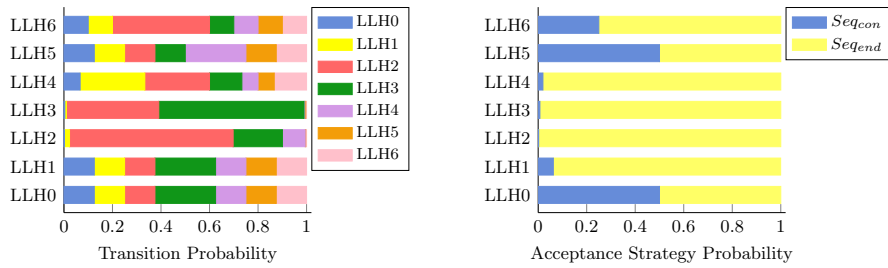 LLH6
LLH5
LLH4
LLH3
LLH2
LLH1
LLH0
0 0.2 0.4 0.6 0.8 1
Transition Probability
LLH0
LLH1
LLH2
LLH3
LLH4
LLH5
LLH6
LLH6
LLH5
LLH4
LLH3
LLH2
LLH1
LLH0
0 0.2 0.4 0.6 0.8 1
Acceptance Strategy Probability
Seq_con
Seq_end